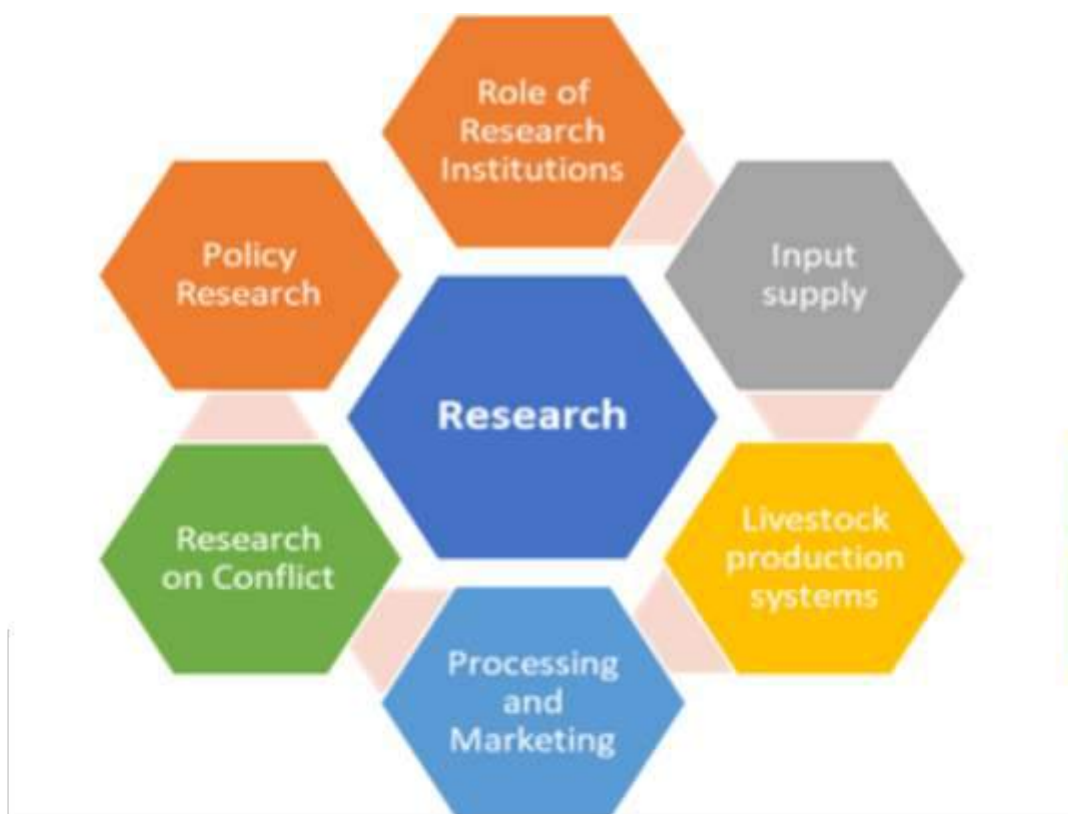 Role of
Research
Institutions
Input
supply
Livestock
production
systems
Processing
and
Marketing
Research
on Conflict
Policy
Research
Research